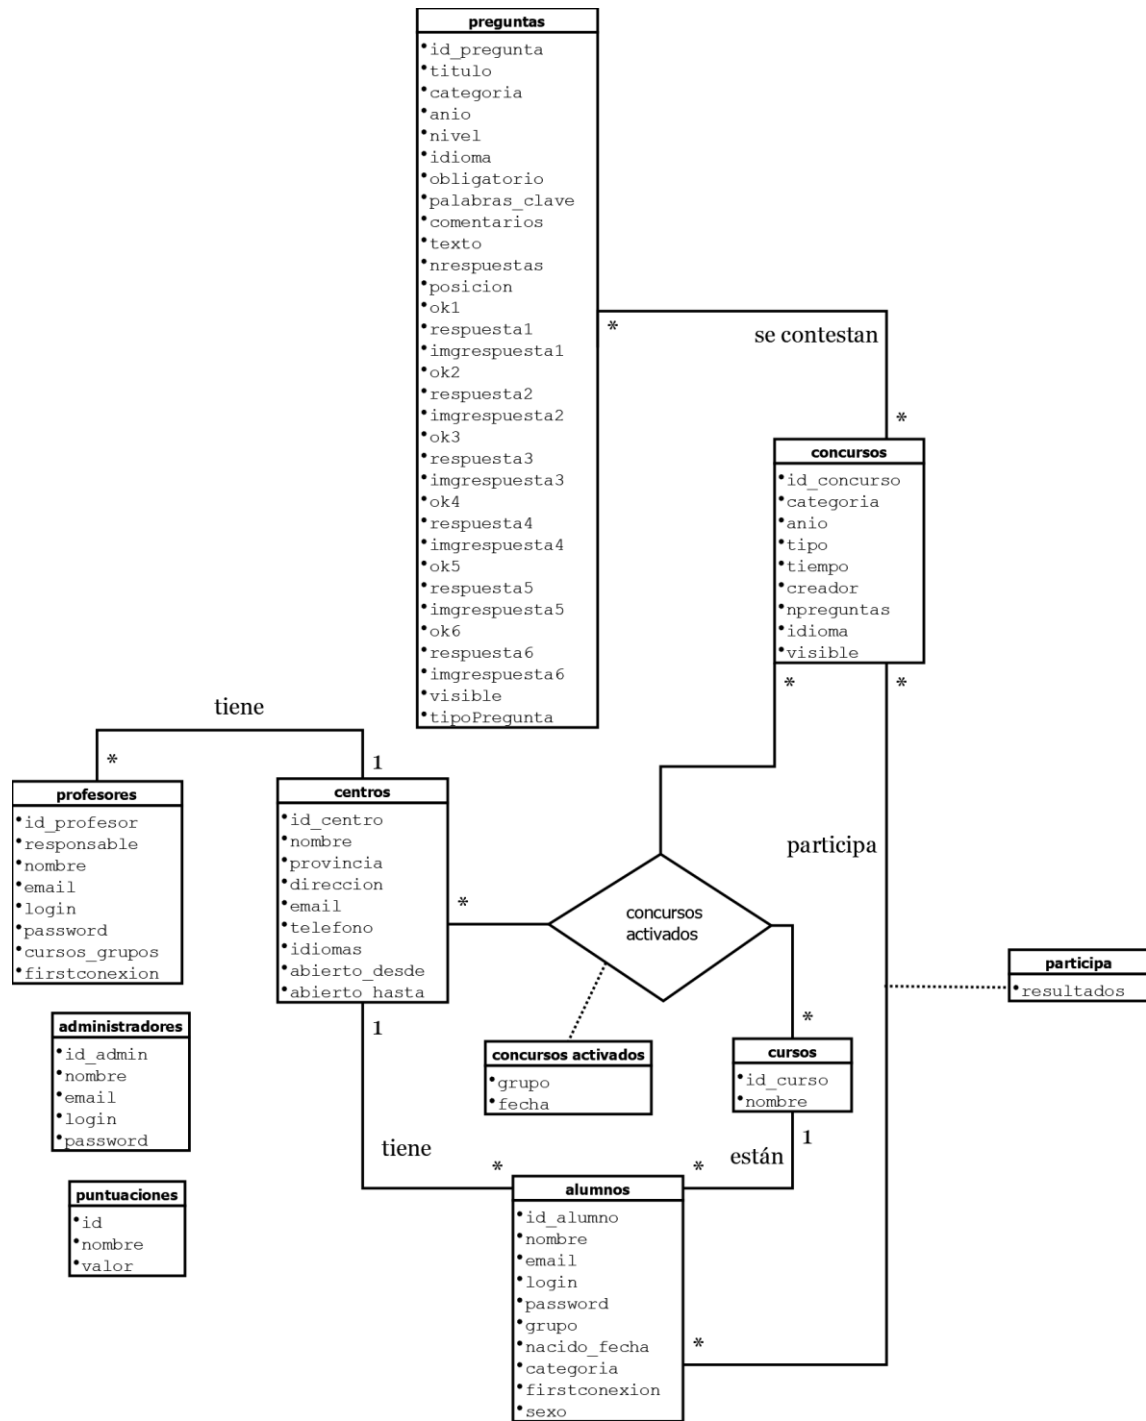 preguntas
id_pregunta
titulo
categoria
anio
nivel
idioma
obligatorio
palabras_clave
comentarios
texto
nrespuestas
posicion
ok1
respuesta1
imgrespuesta1
ok2
respuesta2
imgrespuesta2
ok3
respuesta3
imgrespuesta3
ok4
respuesta4
imgrespuesta4
ok5
respuesta5
imgrespuesta5
ok6
respuesta6
imgrespuesta6
visible
tipoPregunta
*
se contestan
*
concursos
id_concurso
categoria
anio
tipo
tiempo
creador
npreguntas
idioma
visible
*
*
tiene
*
1
profesores
id_profesor
responsable
nombre
email
login
password
cursos_grupos
firstconexion
centros
id_centro
nombre
provincia
direccion
email
telefono
idiomas
abierto_desde
abierto_hasta
*
1
participa
concursos
activados
participa
resultados
administradores
id_admin
nombre
email
login
password
concursos activados
grupo
fecha
*
cursos
id_curso
nombre
1
tiene
*
están
*
puntuaciones
id
nombre
valor
alumnos
id_alumno
nombre
email
login
password
grupo
nacido_fecha
categoria
firstconexion
sexo
*